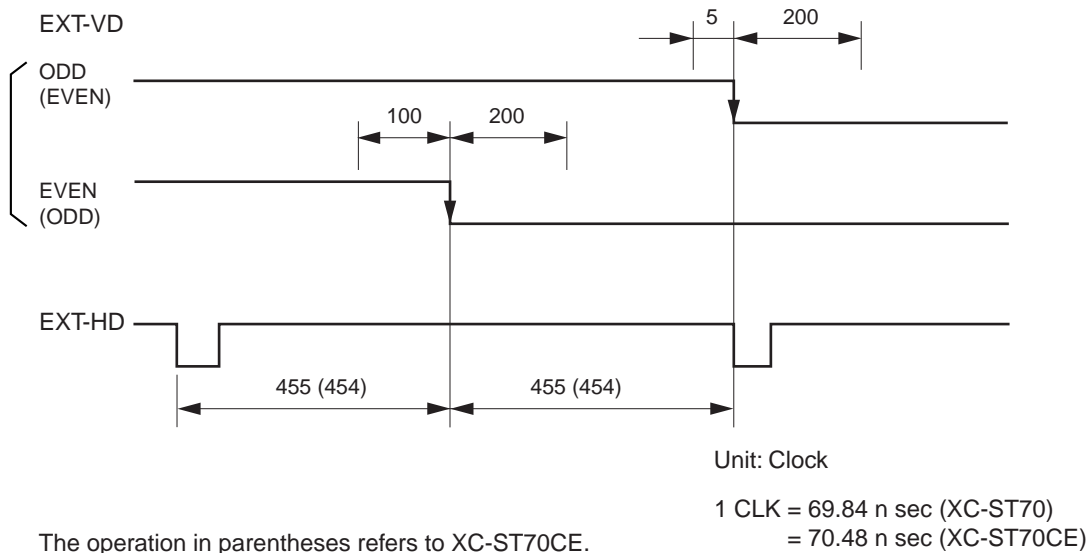 EXT-VD
5 200
ODD
(EVEN)
100 200
EVEN
(ODD)
EXT-HD
455 (454) 455 (454)
Unit: Clock
1 CLK = 69.84 n sec (XC-ST70)
= 70.48 n sec (XC-ST70CE)
The operation in parentheses refers to XC-ST70CE.